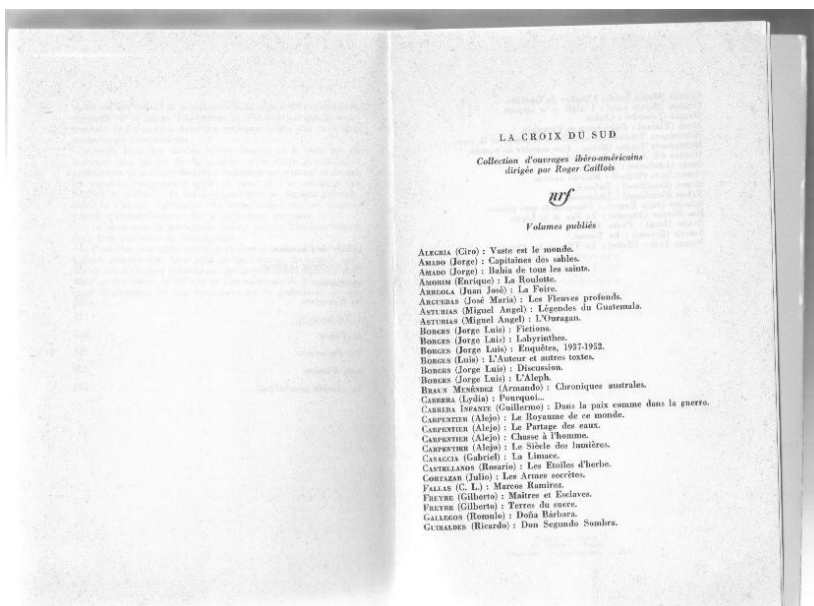 LA CROIX DU SUD
Collection d'ouvrages ibéro-américains
dirigée par Roger Caillois
nrf
Volumes publiés
ALEGRIA (Ciro) : Vaste est le monde.
AMADO (Jorge) : Capitaines des sables.
AMADO (Jorge) : Bahia de tous les saints.
AMORIM (Enrique) : La Roulotte.
ARREOLA (Juan José) : La Foire.
ARGUEDAS (José Maria) : Les Fleuves profonds.
ASTURIAS (Miguel Angel) : Légendes du Guatemala.
ASTURIAS (Miguel Angel) : L'Ouragan.
BORGES (Jorge Luis) : Fictions.
BORGES (Jorge Luis) : Labyrinthes.
BORGES (Jorge Luis) : Enquêtes, 1937-1952.
BORGES (Luis) : L'Auteur et autres textes.
BORGES (Jorge Luis) : Discussion.
BORGES (Jorge Luis) : L'Aleph.
BRAUN MENÉNDEZ (Armando) : Chroniques australes.
CABRERA (Lydia) : Pourquoi...
CABRERA INFANTE (Guillermo) : Dans la paix comme dans la guerre.
CARPENTIER (Alejo) : Le Royaume de ce monde.
CARPENTIER (Alejo) : Le Partage des eaux.
CARPENTIER (Alejo) : Chasse à l'homme.
CARPENTIER (Alejo) : Le Siècle des lumières.
CASACCIA (Gabriel) : La Limace.
CASTELLANOS (Rosario) : Les Etoiles d'herbe.
CORTAZAR (Julio) : Les Armes secrètes.
FALLAS (C. L.) : Marcos Ramirez.
FREYRE (Gilberto) : Maîtres et Esclaves.
FREYRE (Gilberto) : Terres du sucre.
GALLEGOS (Romulo) : Doña Bárbara.
GUIRALDES (Ricardo) : Don Segundo Sombra.